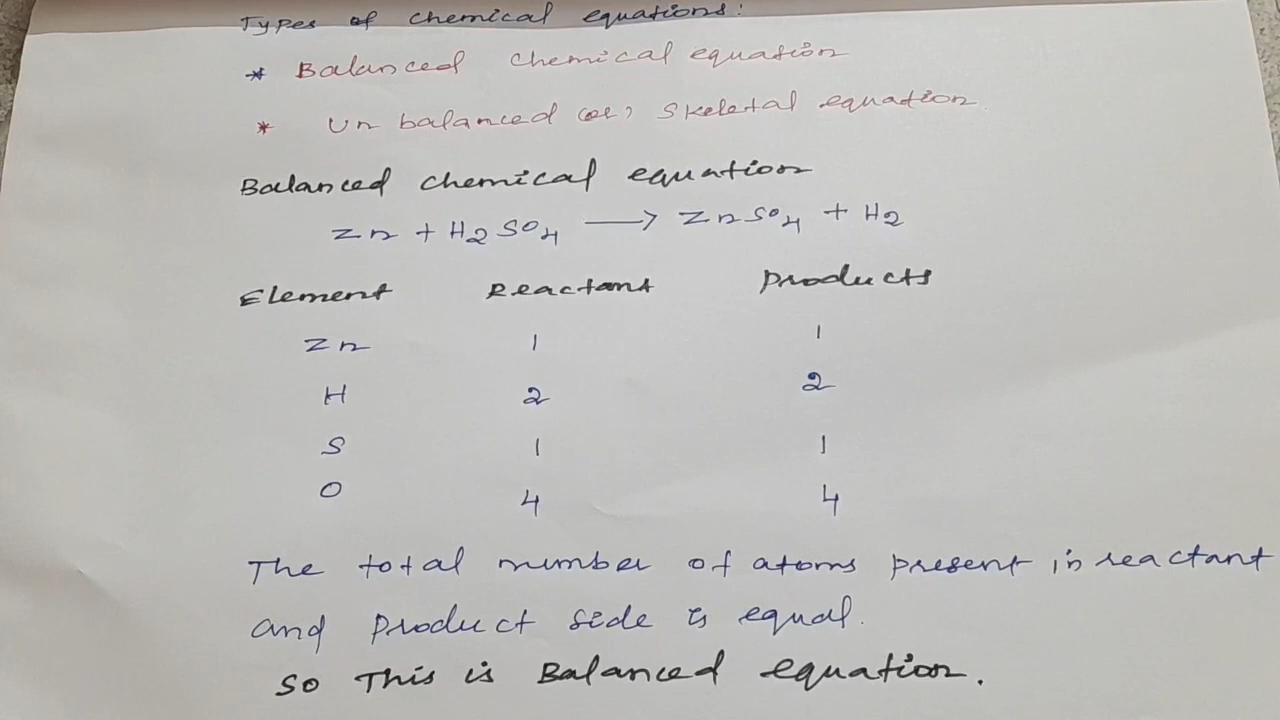 Types of chemical equations:
* Balanced chemical equation
* Un balanced (or) skeletal equation.
Balanced chemical equation
Zn + H2SO4 ⟶ ZnSO4 + H2
Element Reactant Products
Zn 1 1
H 2 2
S 1 1
O 4 4
The total number of atoms present in reactant
and product side is equal.
So This is Balanced equation.